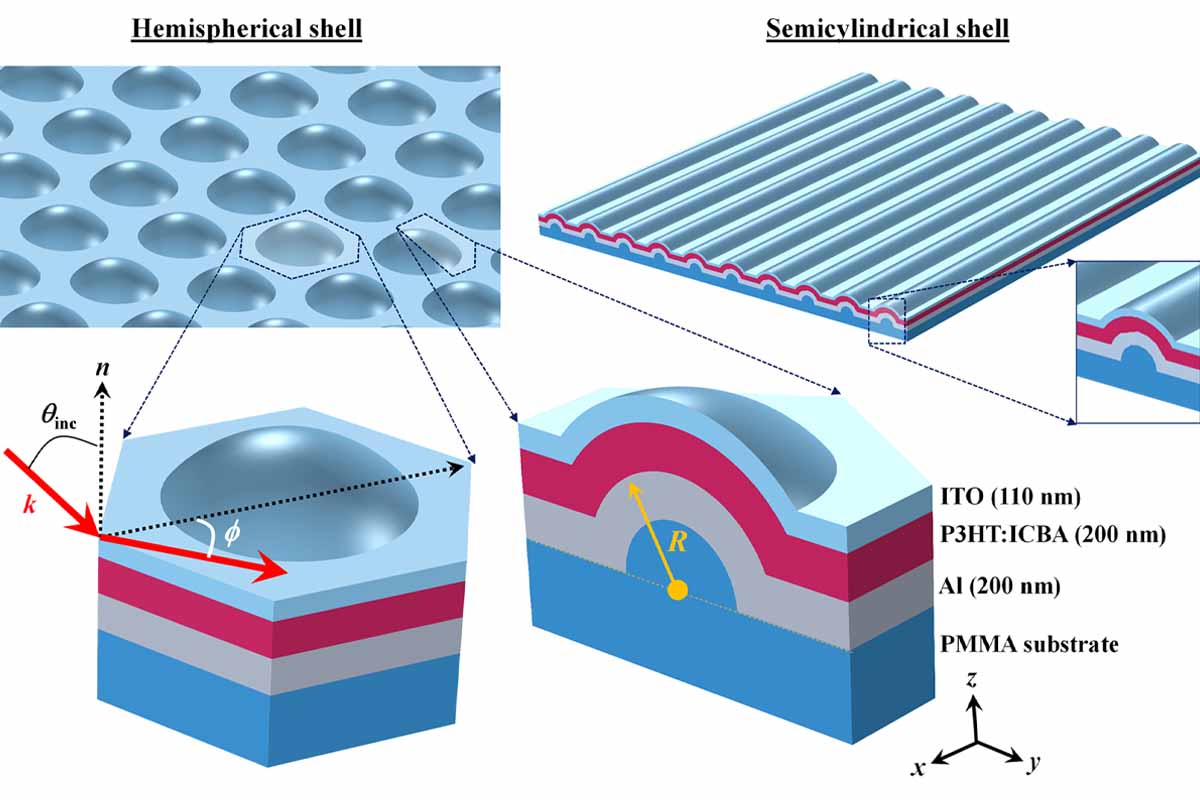 Hemispherical shell
Semicylindrical shell
n
θinc
k
ϕ
R
ITO (110 nm)
P3HT:ICBA (200 nm)
Al (200 nm)
PMMA substrate
z
x
y